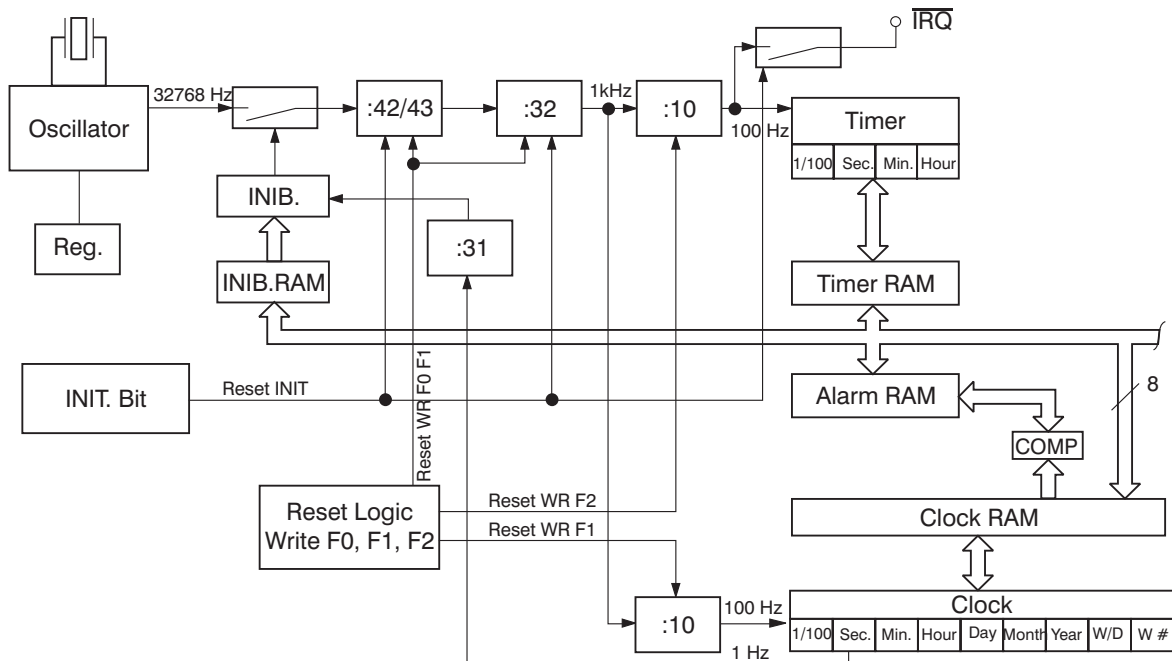 IRQ
32768 Hz
Oscillator
:42/43
:32
1kHz
:10
100 Hz
Timer
1/100 Sec. Min. Hour
INIB.
Reg.
:31
INIB.RAM
Timer RAM
INIT. Bit
Reset INIT
Reset WR F0 F1
Alarm RAM
8
COMP
Reset Logic
Write F0, F1, F2
Reset WR F2
Reset WR F1
Clock RAM
:10
100 Hz
1 Hz
Clock
1/100 Sec. Min. Hour Day Month Year W/D W #